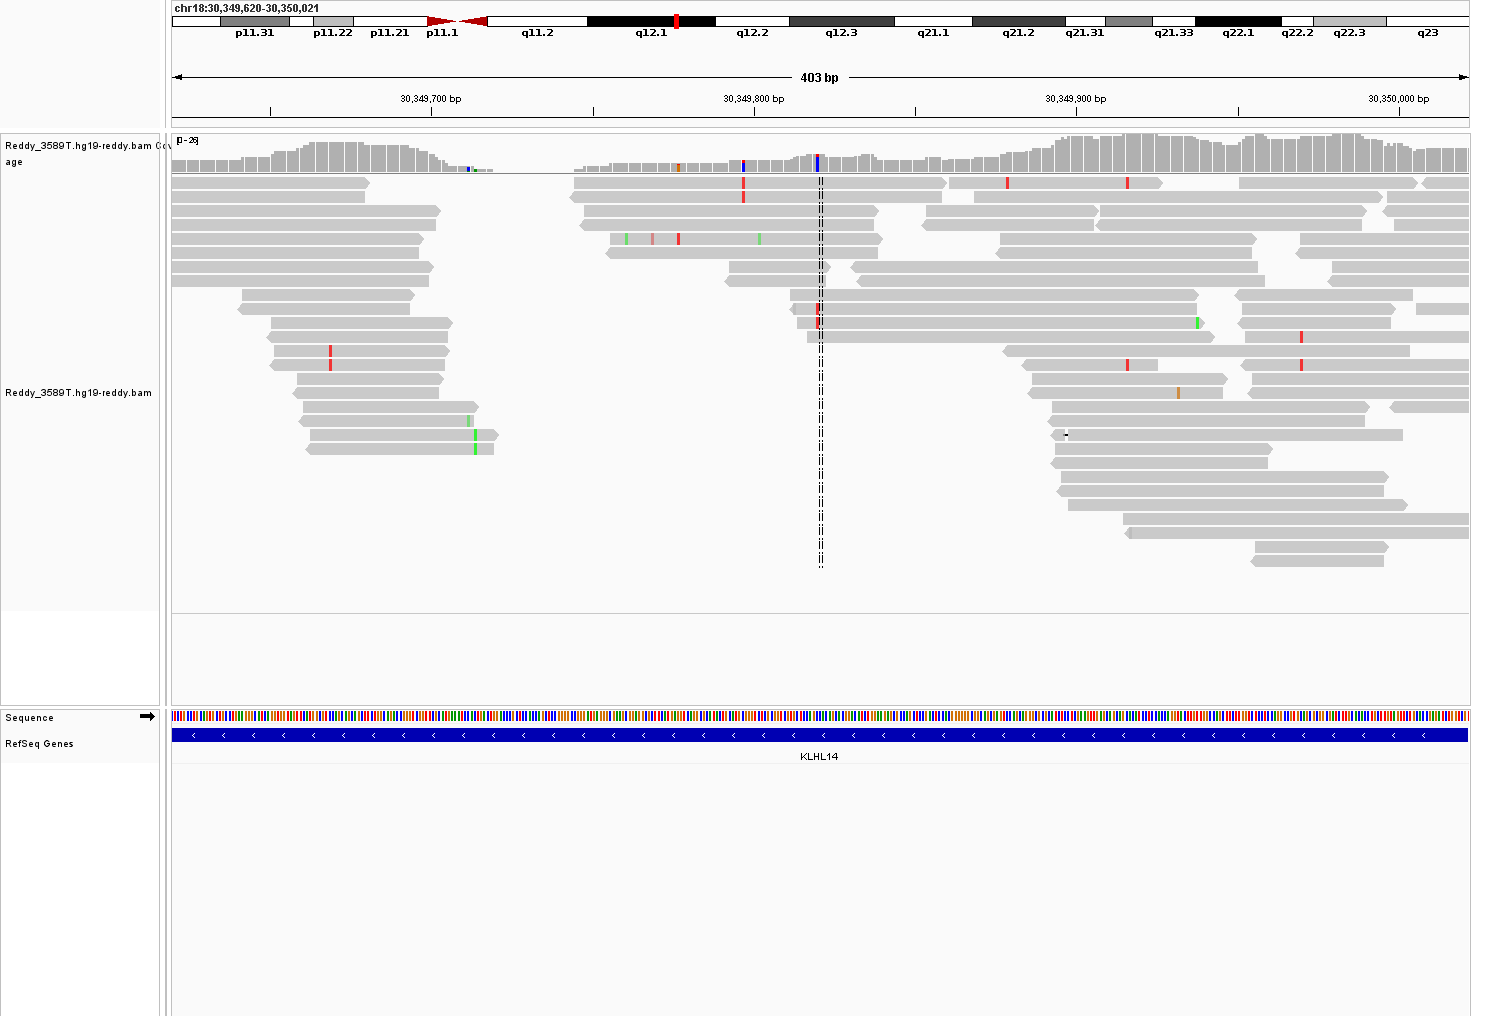 chr18:30,349,620-30,350,021
p11.31 p11.22 p11.21 p11.1 q11.2 q12.1 q12.2 q12.3 q21.1 q21.2 q21.31 q21.33 q22.1 q22.2 q22.3 q23
403 bp
30,349,700 bp 30,349,800 bp 30,349,900 bp 30,350,000 bp
[0-26]
Reddy_3589T.hg19-reddy.bam Cov
age
Reddy_3589T.hg19-reddy.bam
Sequence
RefSeq Genes
KLHL14